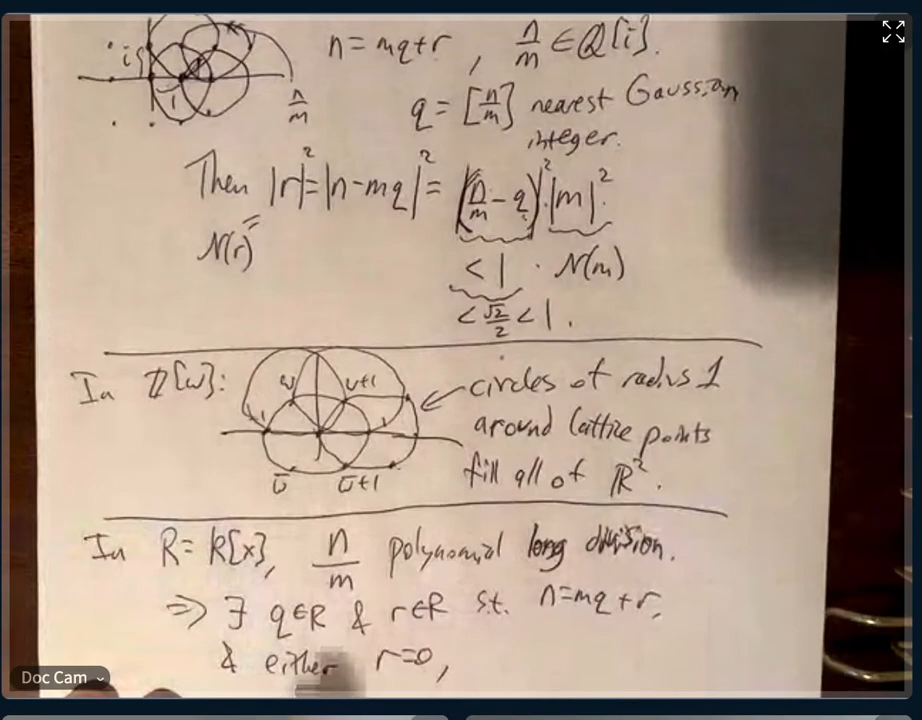 n = mq+r , n/m ∈ Q[i].
i
1
n/m
q = [n/m] nearest Gaussian
integer.
Then |r|² = |n-mq|² = |n/m - q|²·|m|².
N(r)
=
< 1 · N(m)
< √2/2 < 1 .
In Z[ω]:
ω ω+1
-1 1
ω̄ ω̄+1
circles of radius 1
around lattice points
fill all of R².
In R = k[x], n/m polynomial long division.
⇒ ∃ q∈R & r∈R s.t. n=mq+r,
& either r=0,
Doc Cam